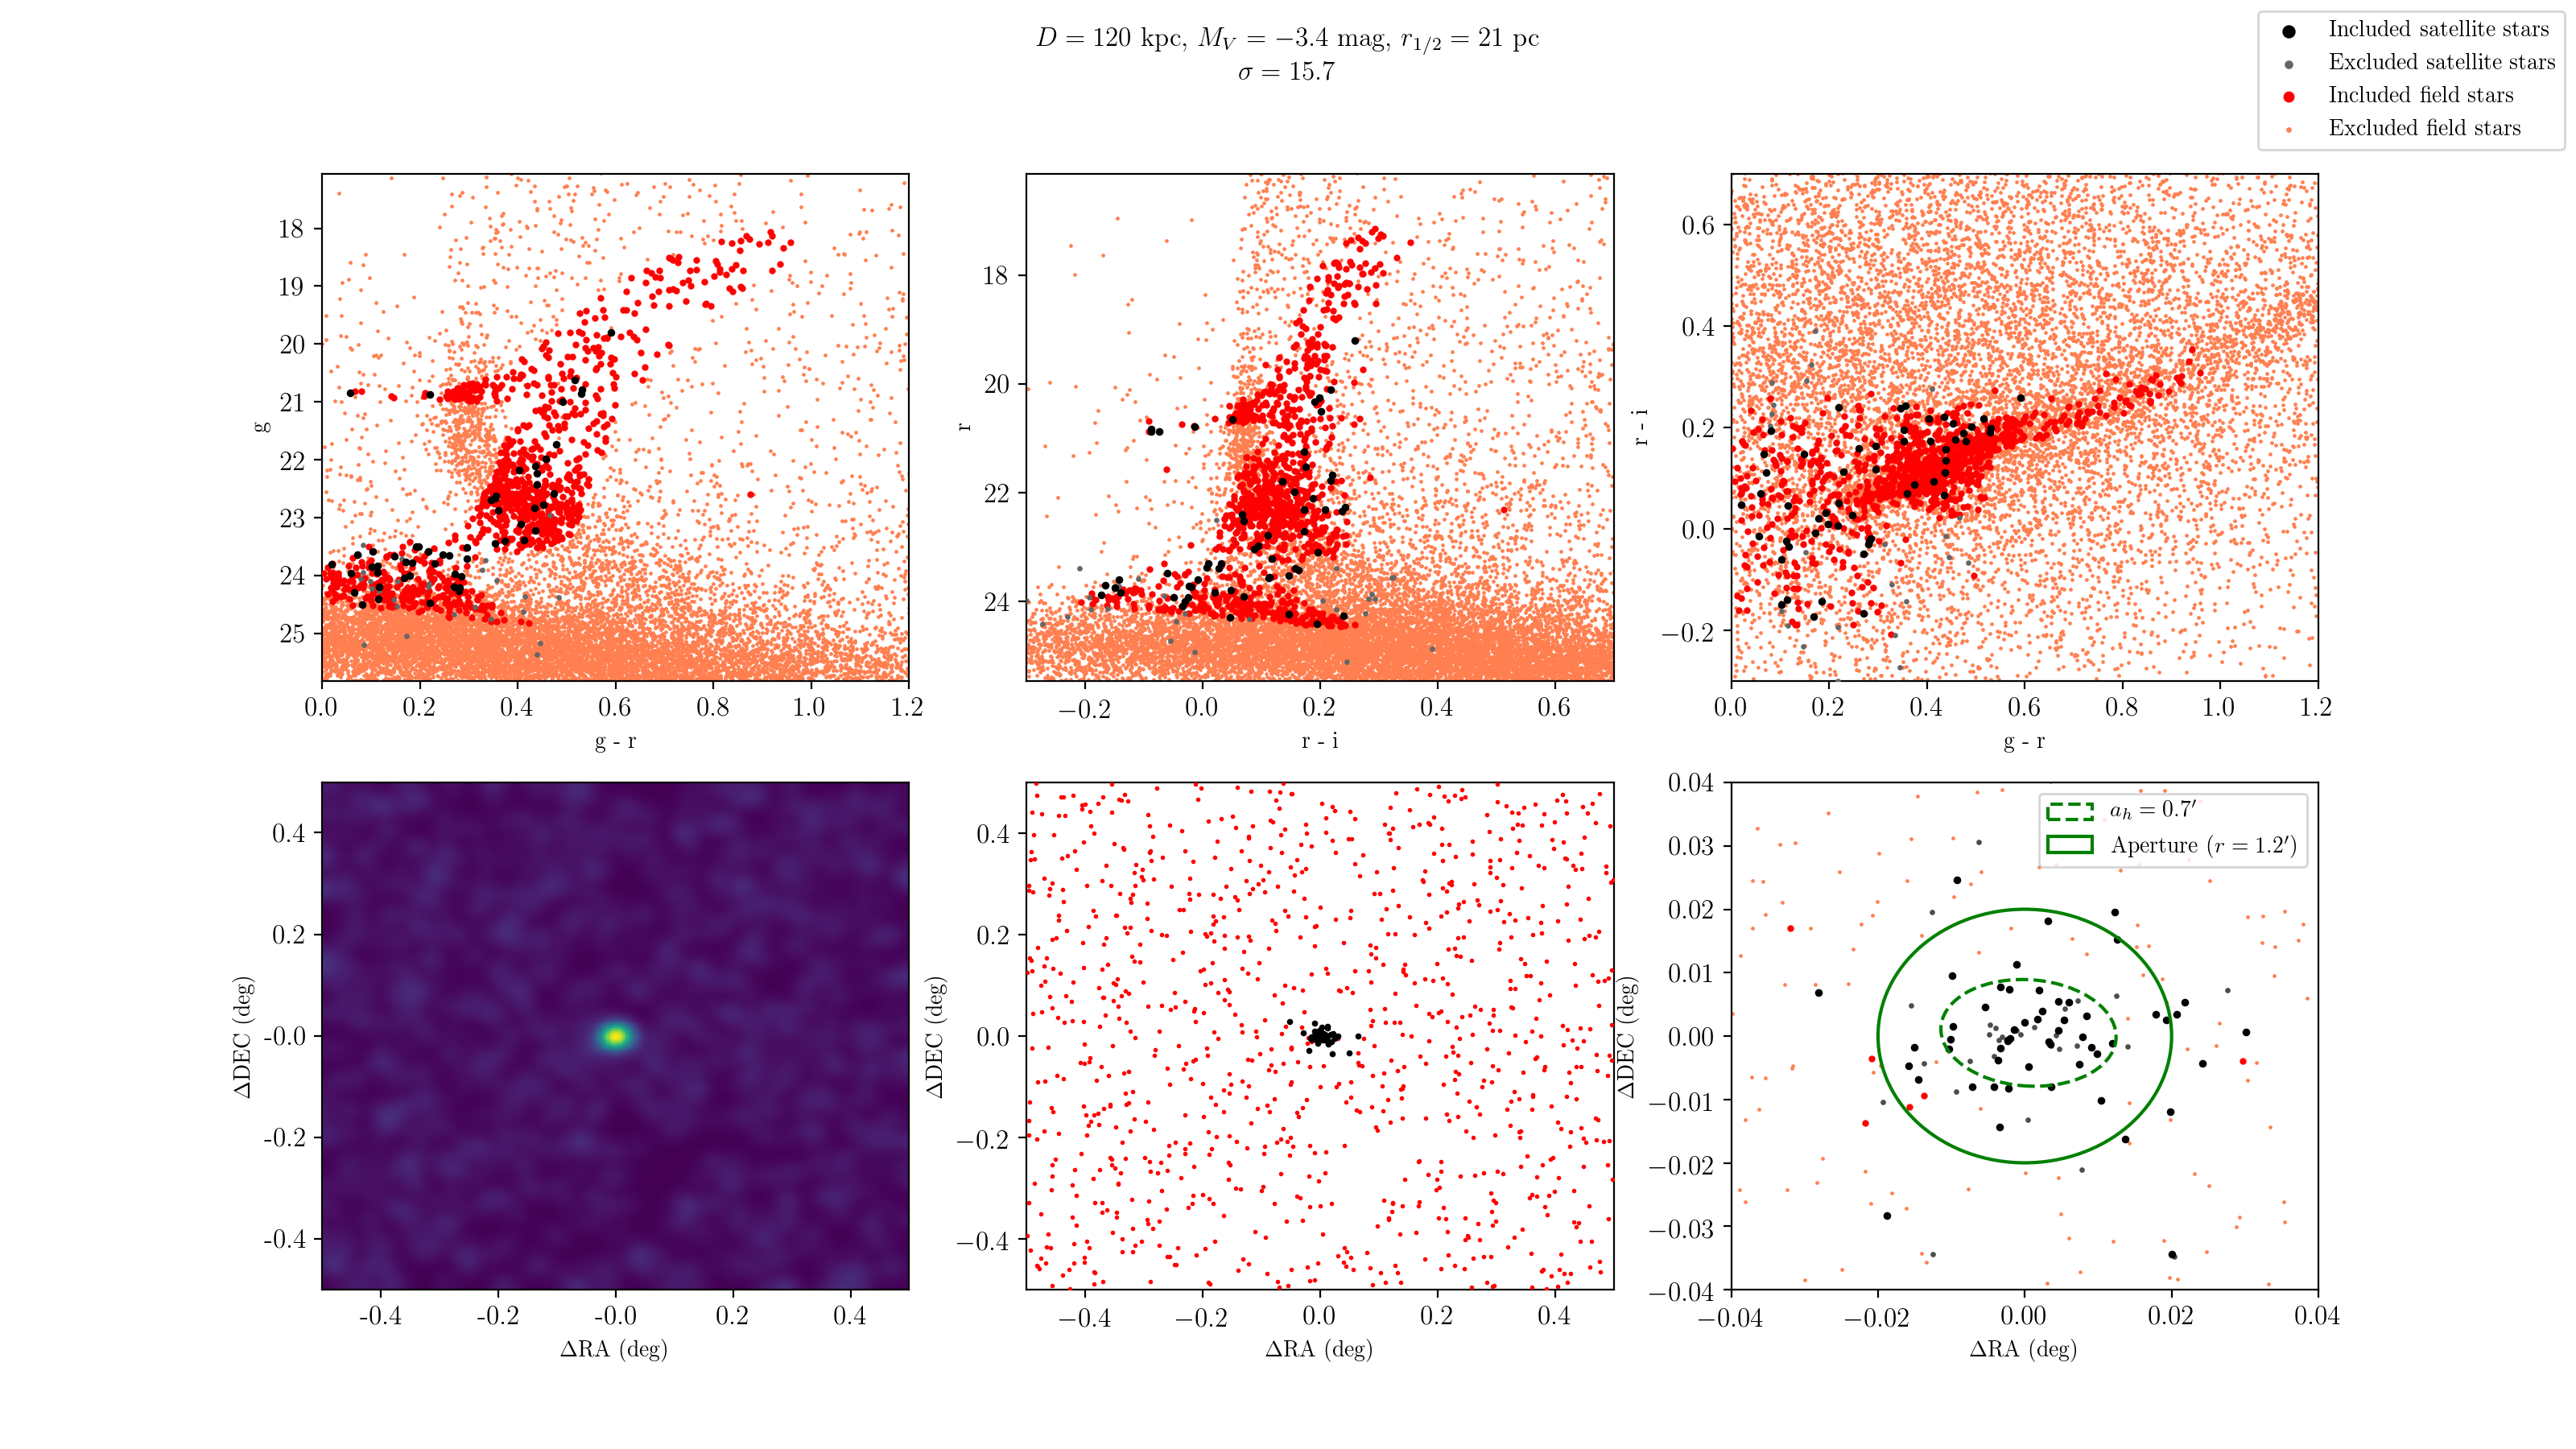 D = 120 kpc, M_V = −3.4 mag, r_{1/2} = 21 pc
σ = 15.7
Included satellite stars
Excluded satellite stars
Included field stars
Excluded field stars
18
19
20
21
22
23
24
25
g
0.0 0.2 0.4 0.6 0.8 1.0 1.2
g - r
18
20
22
24
r
−0.2 0.0 0.2 0.4 0.6
r - i
0.6
0.4
0.2
0.0
−0.2
r - i
0.0 0.2 0.4 0.6 0.8 1.0 1.2
g - r
0.4
0.2
-0.0
-0.2
-0.4
ΔDEC (deg)
-0.4 -0.2 -0.0 0.2 0.4
ΔRA (deg)
0.4
0.2
0.0
−0.2
−0.4
ΔDEC (deg)
−0.4 −0.2 0.0 0.2 0.4
ΔRA (deg)
0.04
0.03
0.02
0.01
0.00
−0.01
−0.02
−0.03
−0.04
ΔDEC (deg)
a_h = 0.7′
Aperture (r = 1.2′)
−0.04 −0.02 0.00 0.02 0.04
ΔRA (deg)